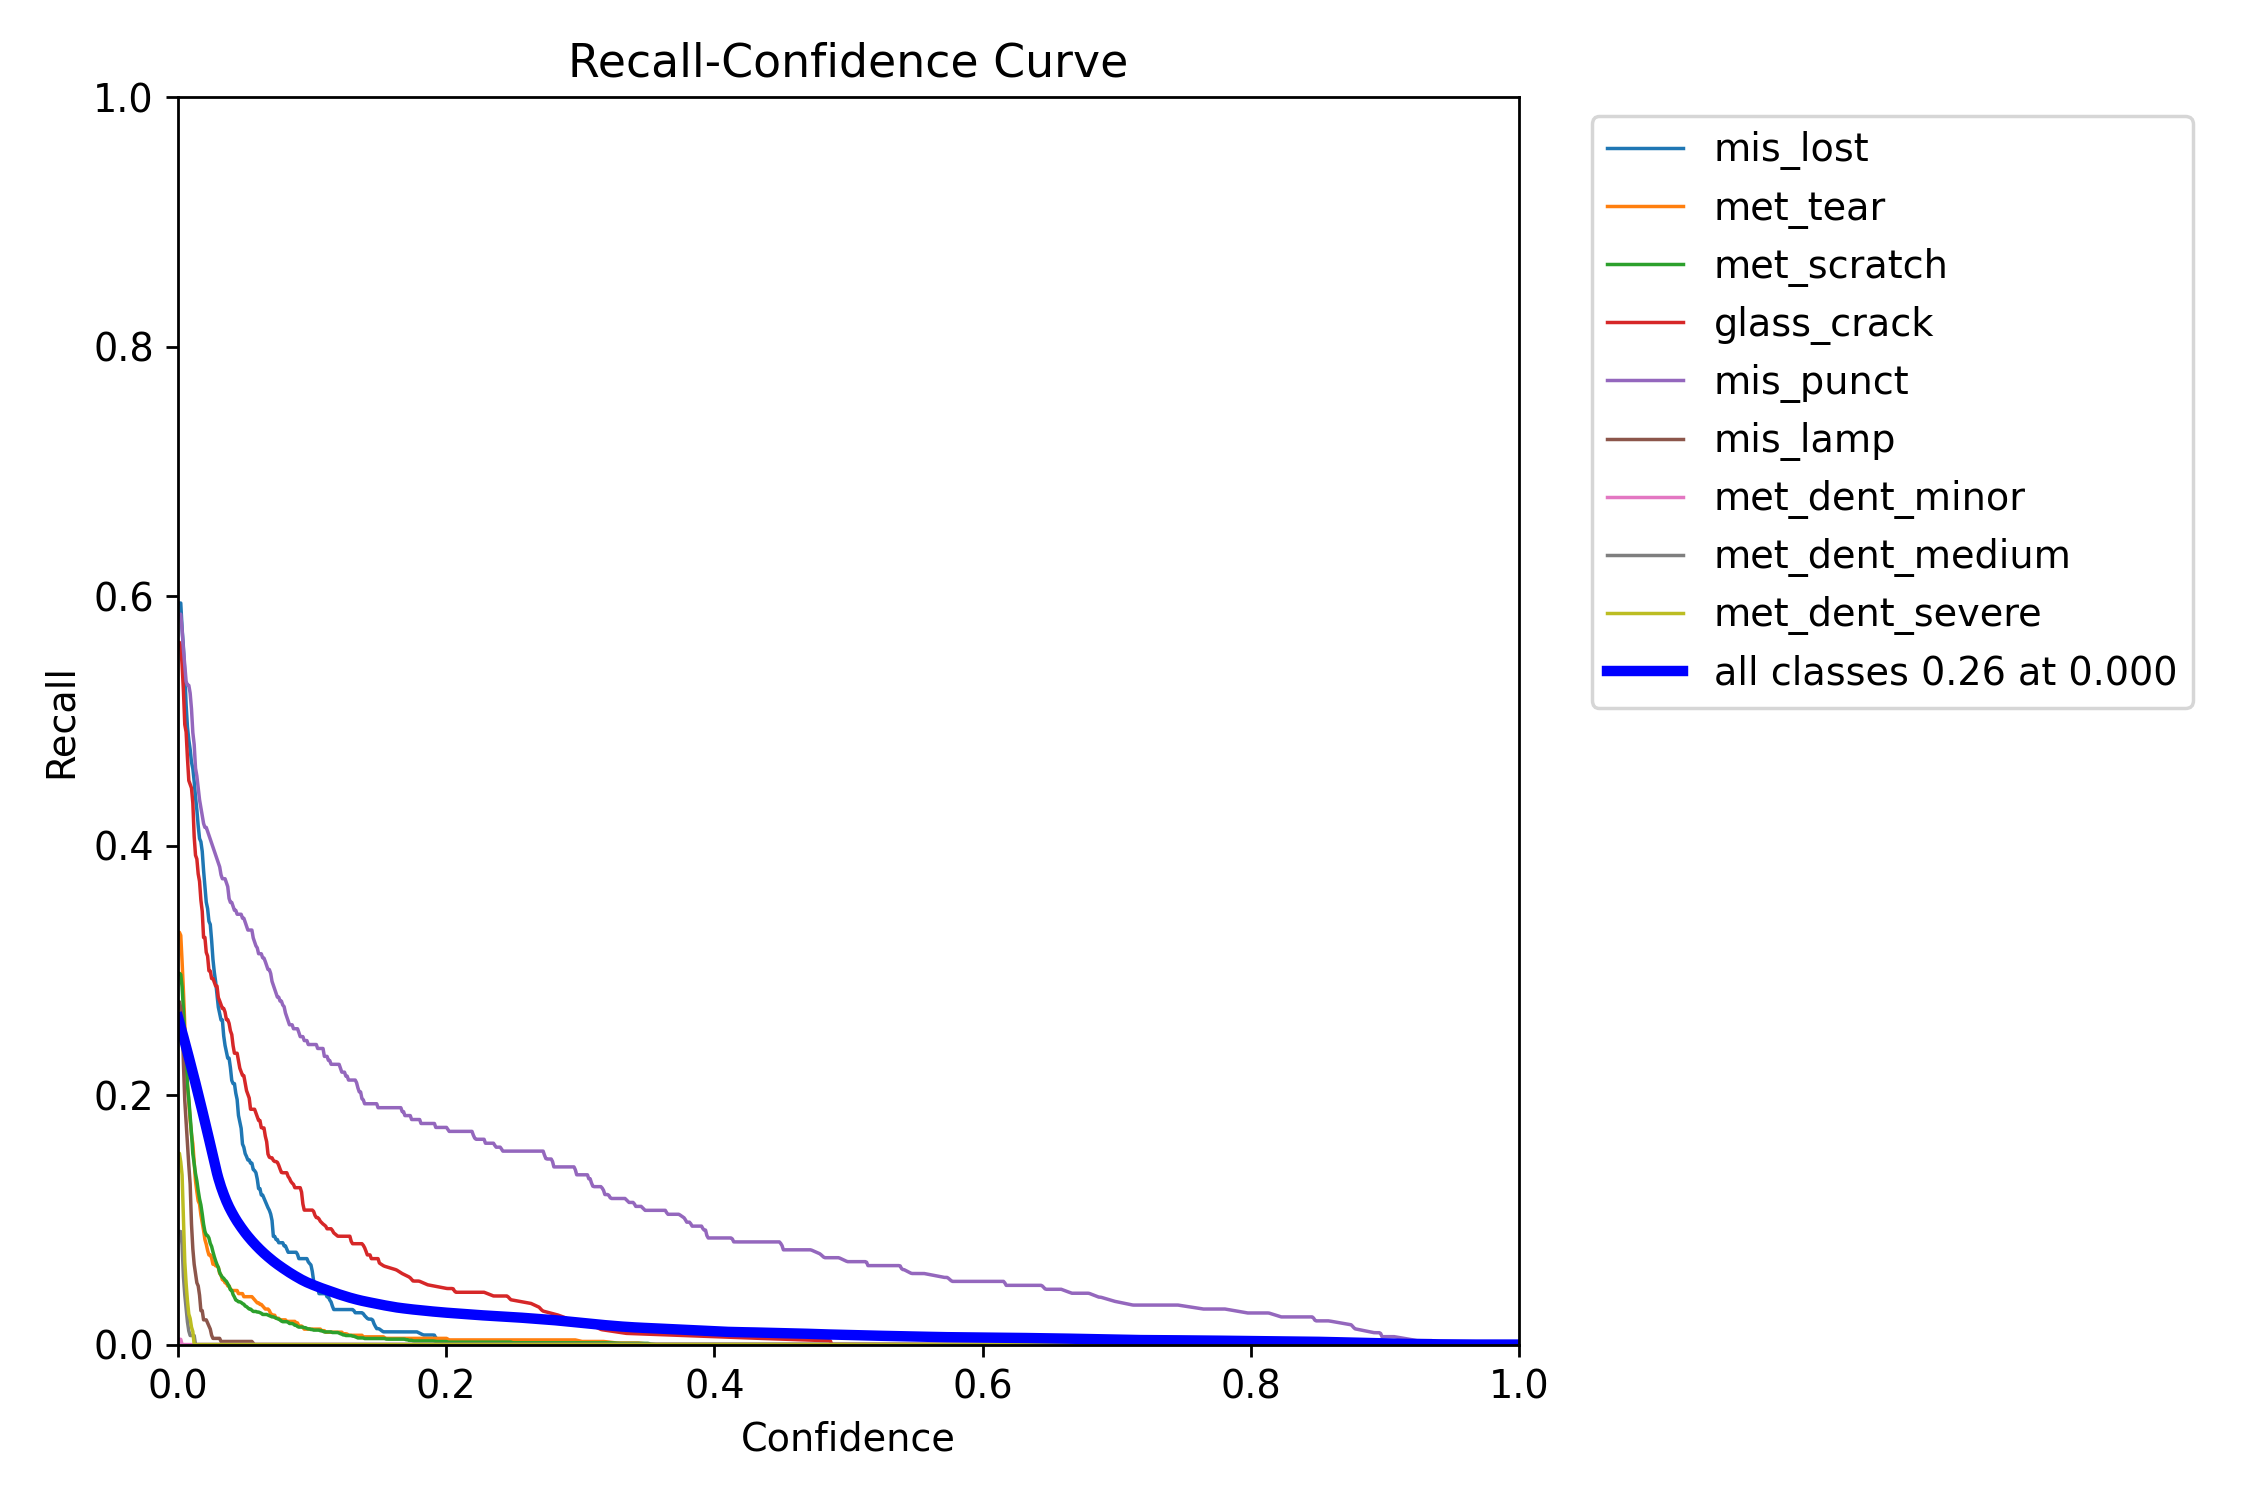 Recall-Confidence Curve
1.0
0.8
0.6
0.4
0.2
0.0
Recall
0.0 0.2 0.4 0.6 0.8 1.0
Confidence
mis_lost
met_tear
met_scratch
glass_crack
mis_punct
mis_lamp
met_dent_minor
met_dent_medium
met_dent_severe
all classes 0.26 at 0.000